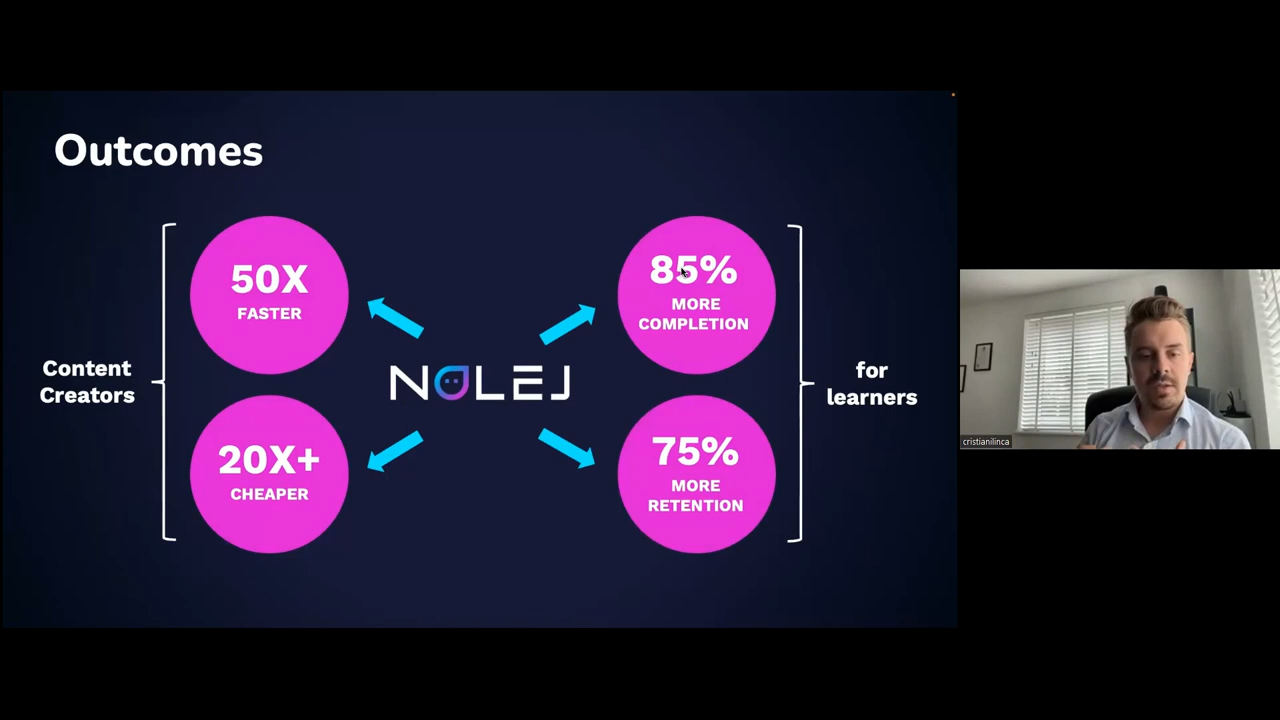 Outcomes
50X
FASTER
85%
MORE
COMPLETION
Content
Creators
NOLEJ
for
learners
20X+
CHEAPER
75%
MORE
RETENTION
cristianilinca